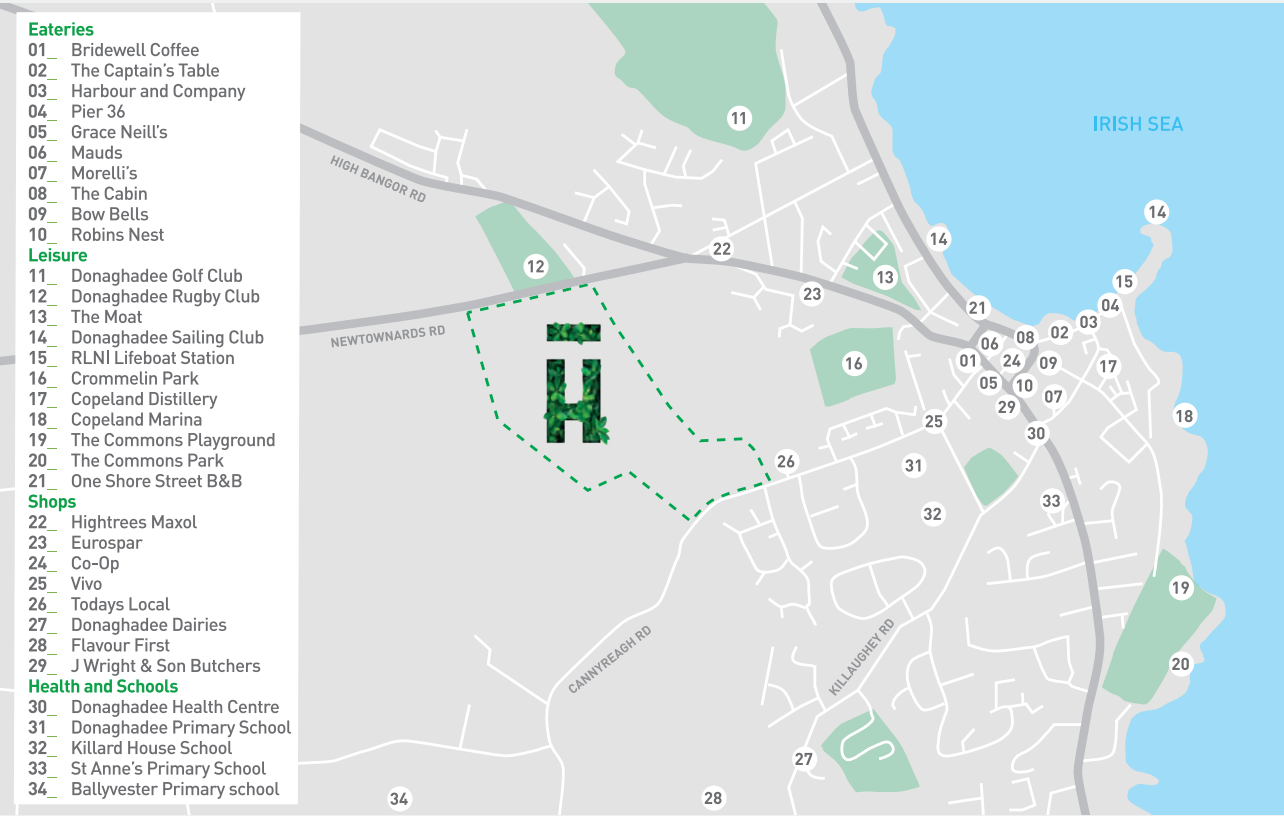 Eateries
01_ Bridewell Coffee
02_ The Captain's Table
03_ Harbour and Company
04_ Pier 36
05_ Grace Neill's
06_ Mauds
07_ Morelli's
08_ The Cabin
09_ Bow Bells
10_ Robins Nest
Leisure
11_ Donaghadee Golf Club
12_ Donaghadee Rugby Club
13_ The Moat
14_ Donaghadee Sailing Club
15_ RLNI Lifeboat Station
16_ Crommelin Park
17_ Copeland Distillery
18_ Copeland Marina
19_ The Commons Playground
20_ The Commons Park
21_ One Shore Street B&B
Shops
22_ Hightrees Maxol
23_ Eurospar
24_ Co-Op
25_ Vivo
26_ Todays Local
27_ Donaghadee Dairies
28_ Flavour First
29_ J Wright & Son Butchers
Health and Schools
30_ Donaghadee Health Centre
31_ Donaghadee Primary School
32_ Killard House School
33_ St Anne's Primary School
34_ Ballyvester Primary school
11
IRISH SEA
HIGH BANGOR RD
14
14
22
12
13
15
23
21
04
03
02
NEWTOWNARDS RD
06
08
16
01
24
09
17
05
10
07
29
18
25
30
26
31
33
32
19
CANNYREAGH RD
KILLAUGHEY RD
20
27
34
28